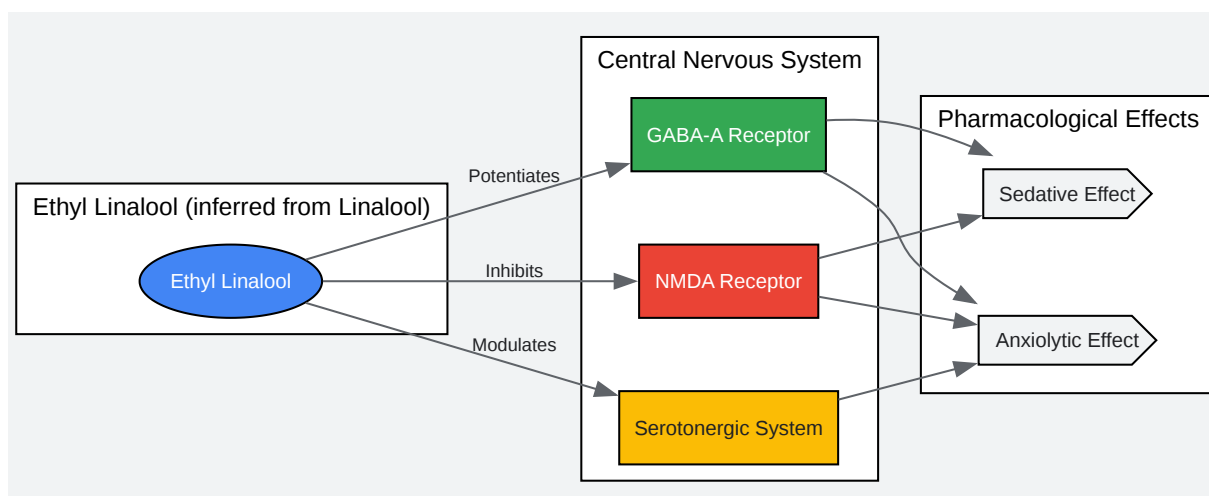 Ethyl Linalool (inferred from Linalool)
Ethyl Linalool
Potentiates
Inhibits
Modulates
Central Nervous System
GABA-A Receptor
NMDA Receptor
Serotonergic System
Pharmacological Effects
Sedative Effect
Anxiolytic Effect